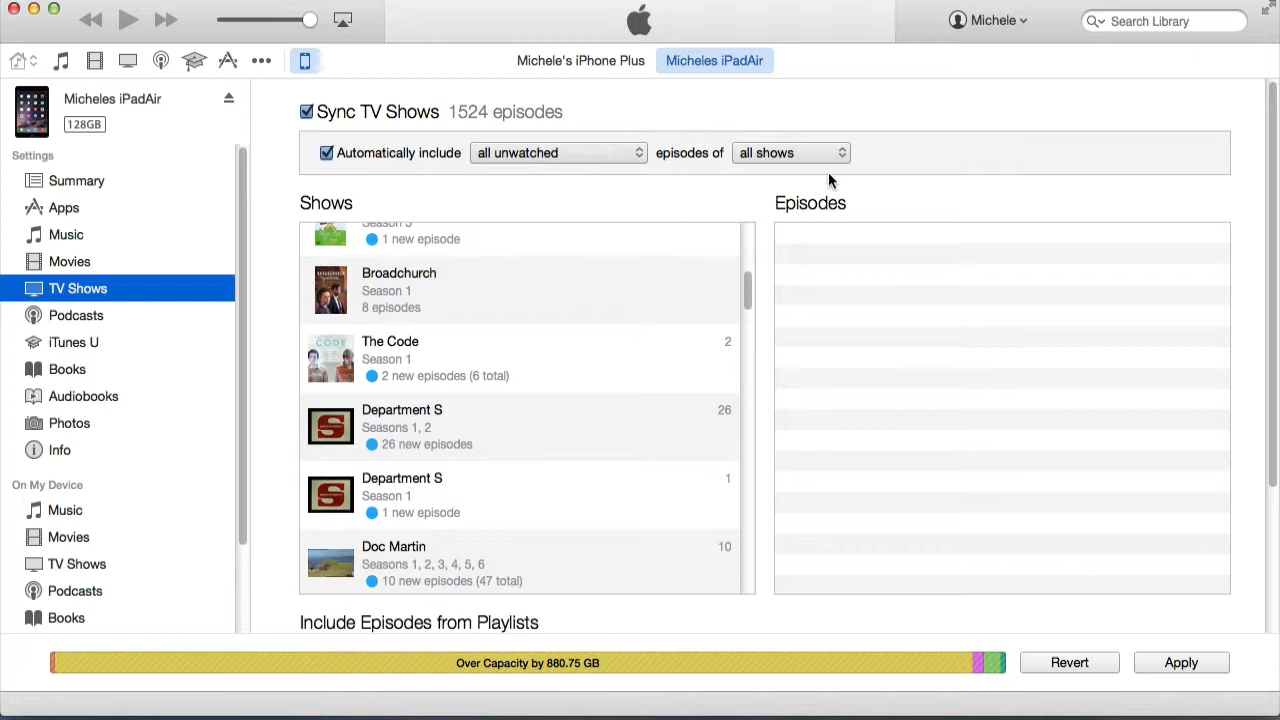 Michele
Search Library
Michele's iPhone Plus
Micheles iPadAir
Micheles iPadAir
128GB
Settings
Summary
Apps
Music
Movies
TV Shows
Podcasts
iTunes U
Books
Audiobooks
Photos
Info
On My Device
Music
Movies
TV Shows
Podcasts
Books
Sync TV Shows 1524 episodes
Automatically include all unwatched episodes of all shows
Shows
Season 3
1 new episode
Broadchurch
Season 1
8 episodes
The Code 2
Season 1
2 new episodes (6 total)
CODE
Department S 26
Seasons 1, 2
26 new episodes
S
Department S 1
Season 1
1 new episode
S
Doc Martin 10
Seasons 1, 2, 3, 4, 5, 6
10 new episodes (47 total)
Episodes
Include Episodes from Playlists
Over Capacity by 880.75 GB
Revert
Apply